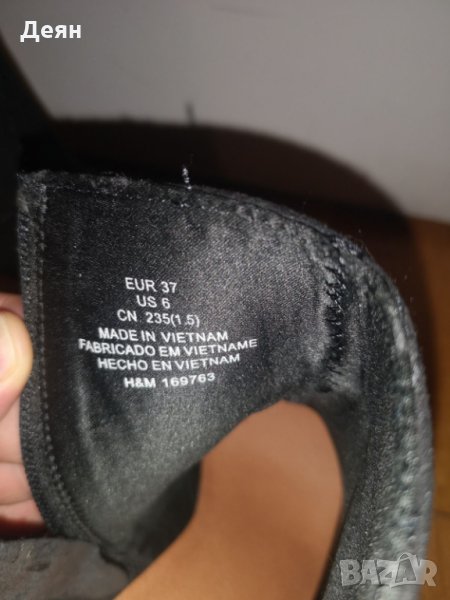 Деян
EUR 37
US 6
CN 235(1.5)
MADE IN VIETNAM
FABRICADO EM VIETNAME
HECHO EN VIETNAM
H&M 169763
BAZAR